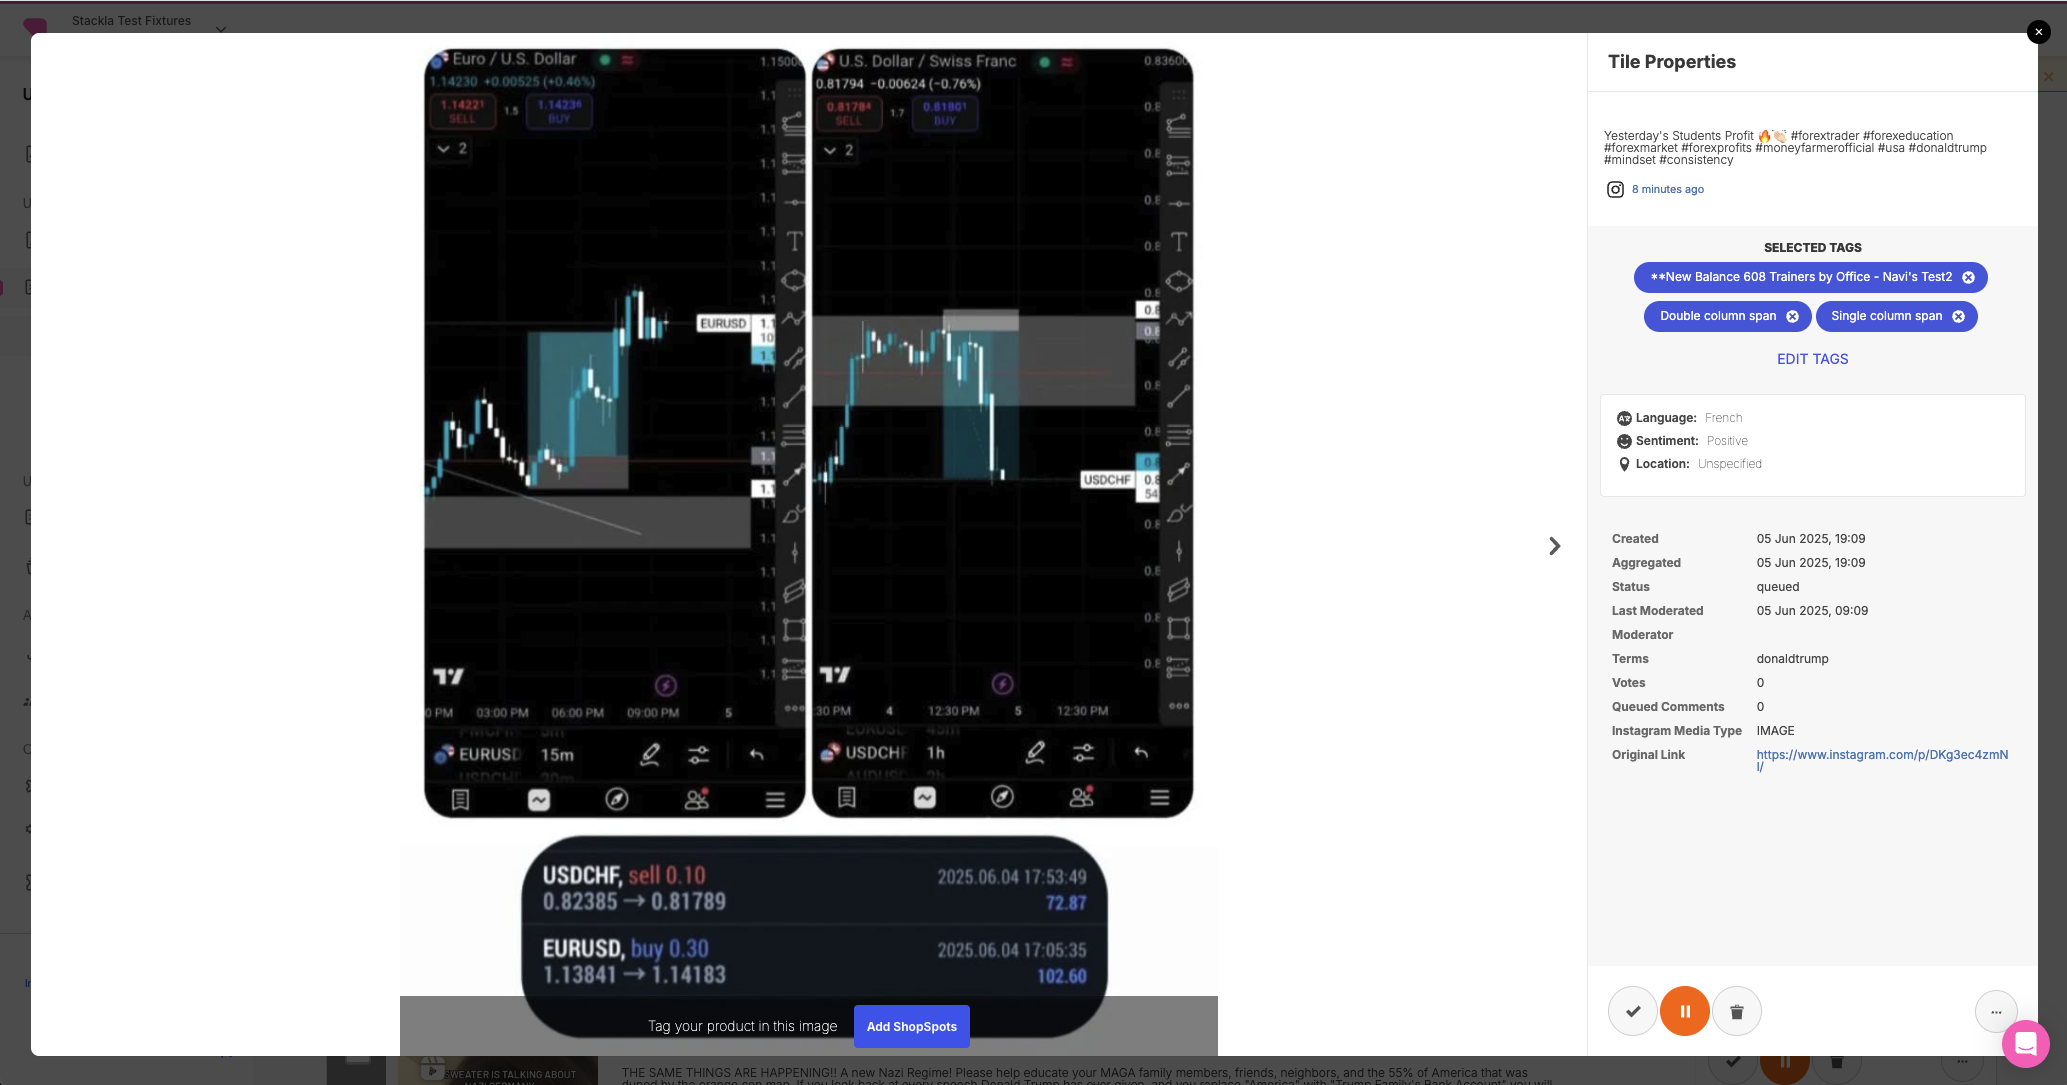 Stackla Test Fixtures
Euro / U.S. Dollar
1.14230 +0.00525 (+0.46%)
1.14221
SELL
1.5
1.14236
BUY
2
1.1500
EURUSD
0 PM 03:00 PM 06:00 PM 09:00 PM 5
EURUSD 15m
U.S. Dollar / Swiss Franc
0.81794 −0.00624 (−0.76%)
0.81784
SELL
1.7
0.81801
BUY
2
0.83600
USDCHF
54
:30 PM 4 12:30 PM 5 12:30 PM
USDCHF 1h
USDCHF, sell 0.10
2025.06.04 17:53:49
0.82385 → 0.81789
72.87
EURUSD, buy 0.30
2025.06.04 17:05:35
1.13841 → 1.14183
102.60
Tag your product in this image
Add ShopSpots
Tile Properties
Yesterday's Students Profit 🔥👏🏻 #forextrader #forexeducation
#forexmarket #forexprofits #moneyfarmerofficial #usa #donaldtrump
#mindset #consistency
8 minutes ago
SELECTED TAGS
**New Balance 608 Trainers by Office - Navi's Test2
Double column span
Single column span
EDIT TAGS
Language: French
Sentiment: Positive
Location: Unspecified
Created 05 Jun 2025, 19:09
Aggregated 05 Jun 2025, 19:09
Status queued
Last Moderated 05 Jun 2025, 09:09
Moderator
Terms donaldtrump
Votes 0
Queued Comments 0
Instagram Media Type IMAGE
Original Link https://www.instagram.com/p/DKg3ec4zmN
I/
SWEATER IS TALKING ABOUT
THE SAME THINGS ARE HAPPENING!! A new Nazi Regime! Please help educate your MAGA family members, friends, neighbors, and the 55% of America that was